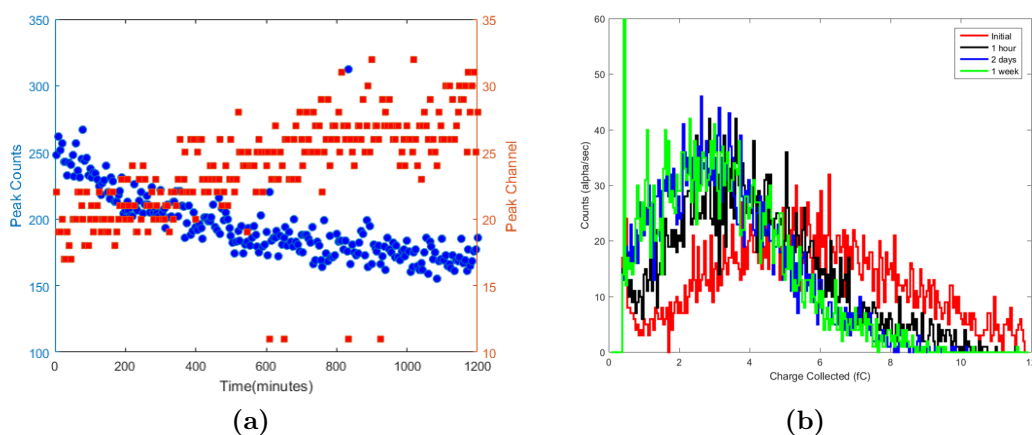 350
300
250
200
150
100
Peak Counts
35
30
25
20
15
10
Peak Channel
0 200 400 600 800 1000 1200
Time(minutes)
(a)
60
50
40
30
20
10
0
Counts (alpha/sec)
Initial
1 hour
2 days
1 week
0 2 4 6 8 10
Charge Collected (fC)
(b)